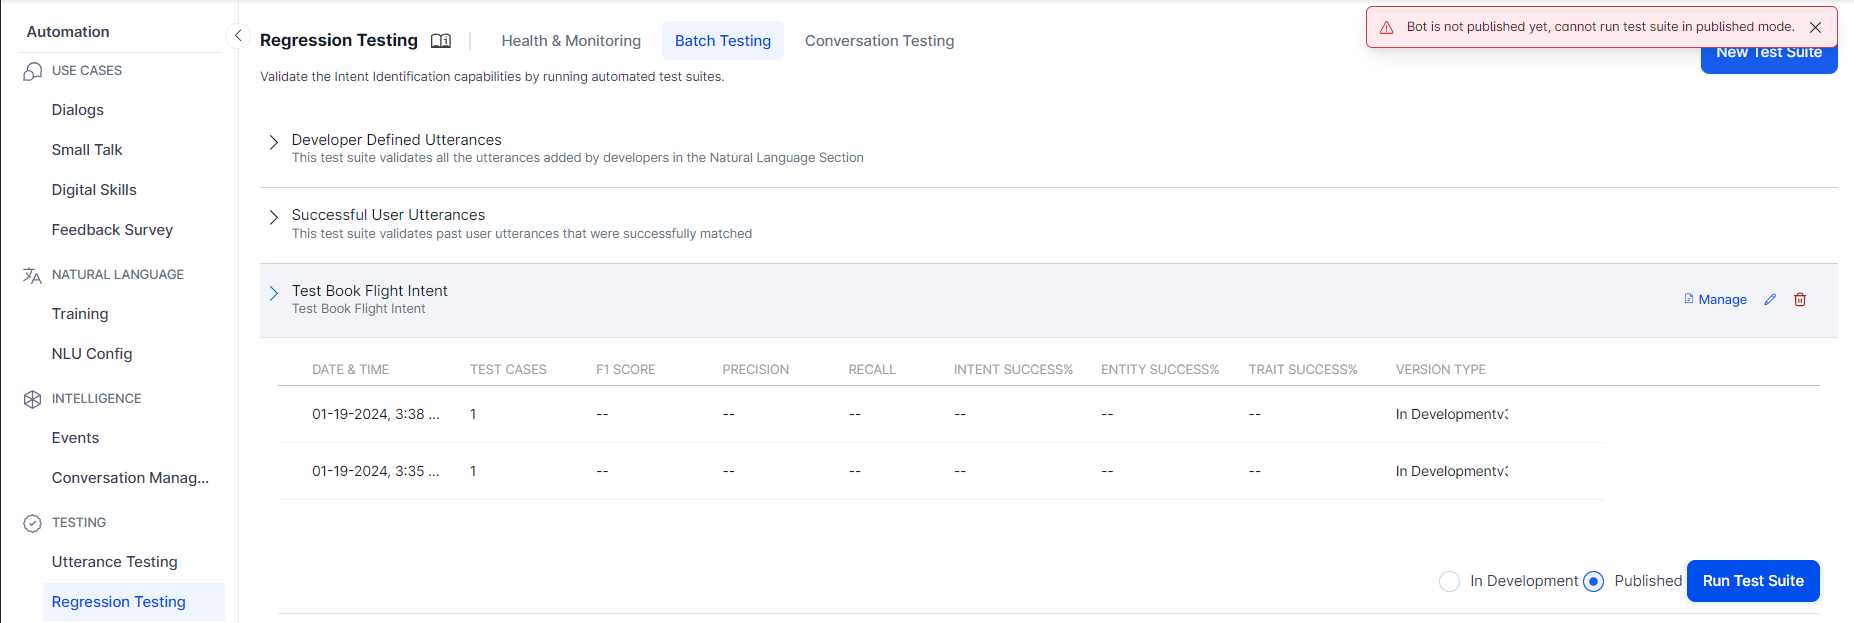 Automation
USE CASES
Dialogs
Small Talk
Digital Skills
Feedback Survey
NATURAL LANGUAGE
Training
NLU Config
INTELLIGENCE
Events
Conversation Manag...
TESTING
Utterance Testing
Regression Testing
Regression Testing Health & Monitoring Batch Testing Conversation Testing
Bot is not published yet, cannot run test suite in published mode.
New Test Suite
Validate the Intent Identification capabilities by running automated test suites.
Developer Defined Utterances
This test suite validates all the utterances added by developers in the Natural Language Section
Successful User Utterances
This test suite validates past user utterances that were successfully matched
Test Book Flight Intent
Test Book Flight Intent
Manage
DATE & TIME TEST CASES F1 SCORE PRECISION RECALL INTENT SUCCESS% ENTITY SUCCESS% TRAIT SUCCESS% VERSION TYPE
01-19-2024, 3:38 ... 1 -- -- -- -- -- -- In Developmentv3
01-19-2024, 3:35 ... 1 -- -- -- -- -- -- In Developmentv3
In Development Published Run Test Suite